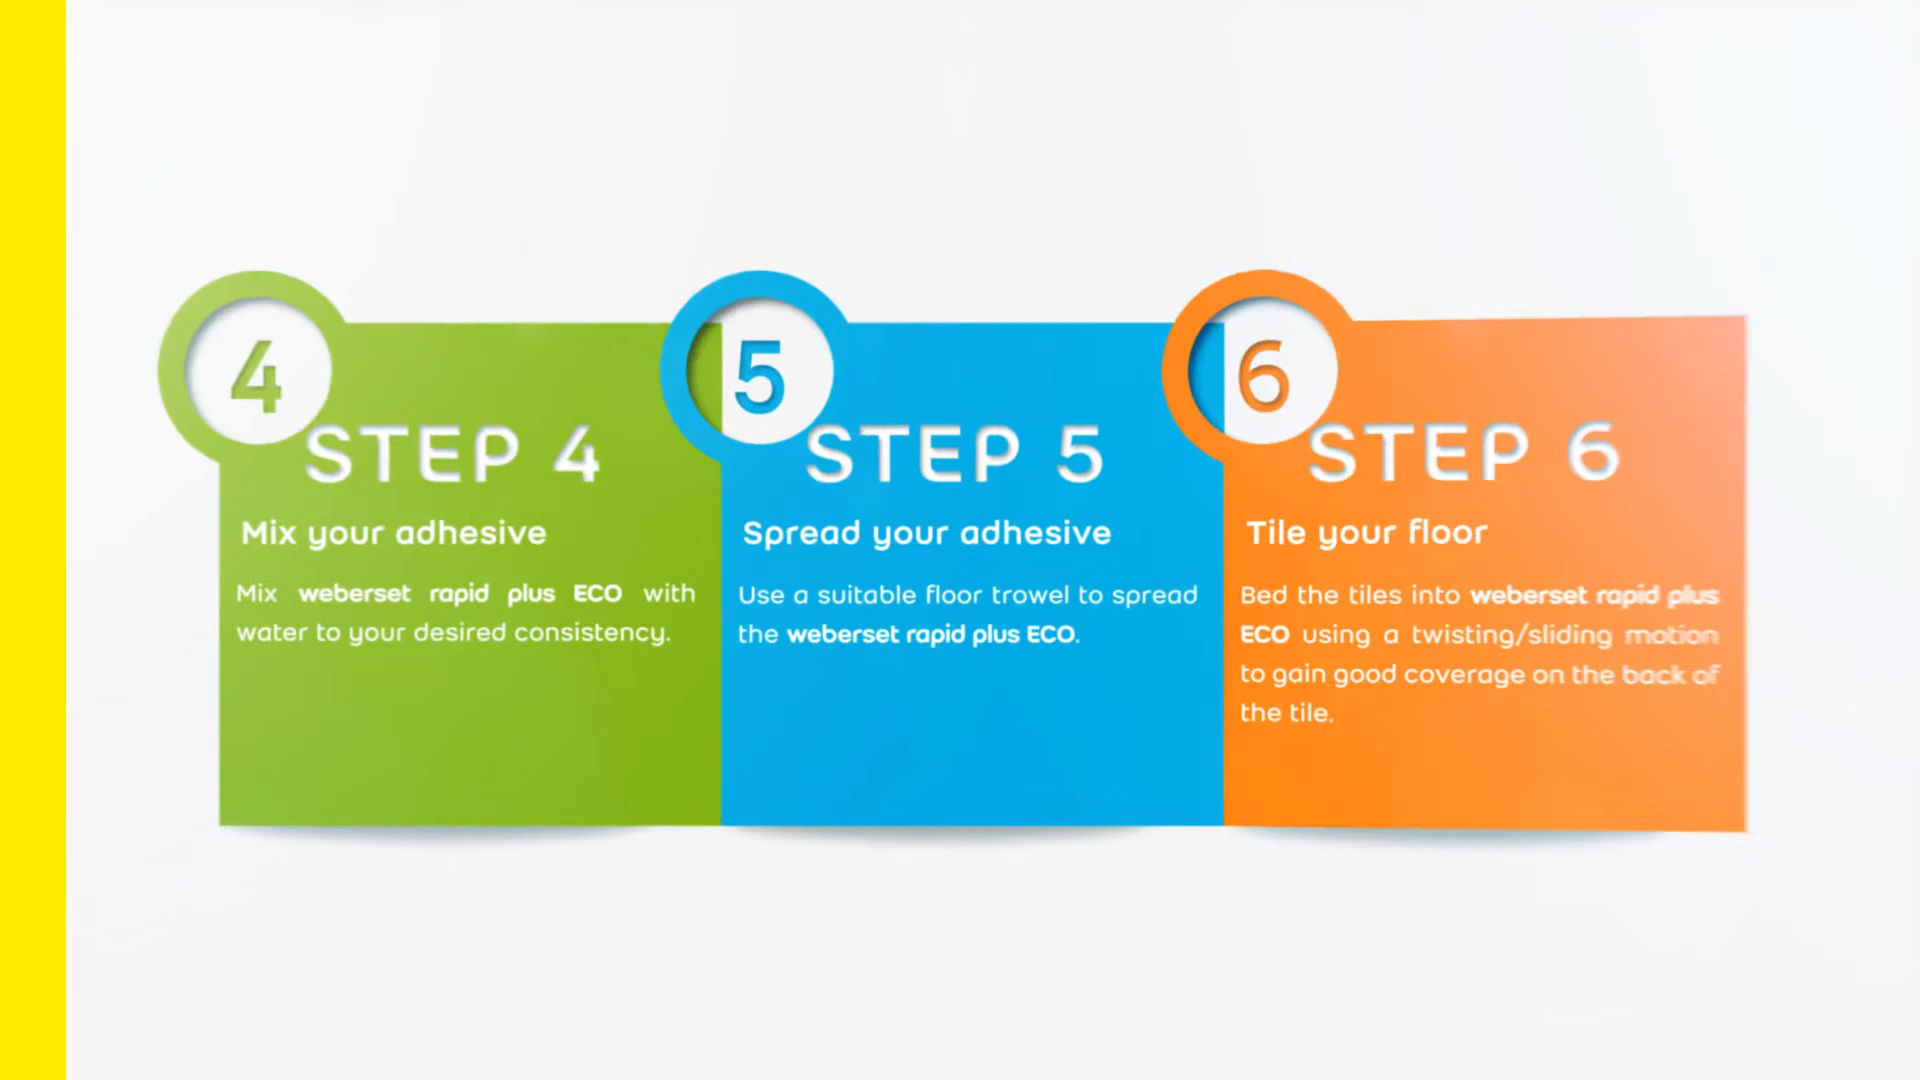 4
STEP 4
Mix your adhesive
Mix weberset rapid plus ECO with
water to your desired consistency.
5
STEP 5
Spread your adhesive
Use a suitable floor trowel to spread
the weberset rapid plus ECO.
6
STEP 6
Tile your floor
Bed the tiles into weberset rapid plus
ECO using a twisting/sliding motion
to gain good coverage on the back of
the tile.